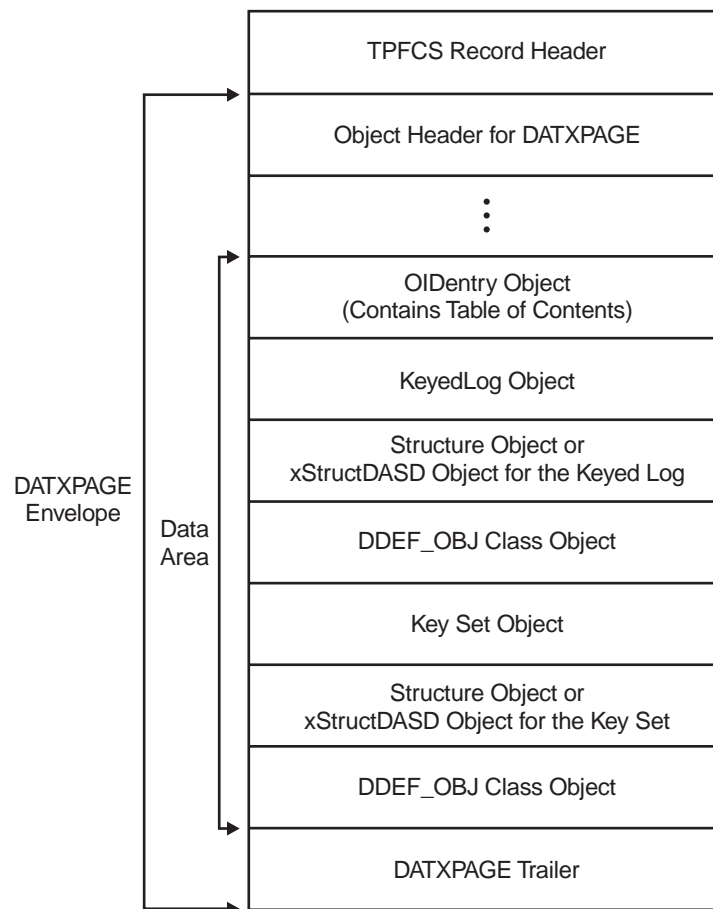 TPFCS Record Header
Object Header for DATXPAGE
OIDentry Object
(Contains Table of Contents)
KeyedLog Object
Structure Object or
xStructDASD Object for the Keyed Log
DATXPAGE
Envelope
Data
Area
DDEF_OBJ Class Object
Key Set Object
Structure Object or
xStructDASD Object for the Key Set
DDEF_OBJ Class Object
DATXPAGE Trailer